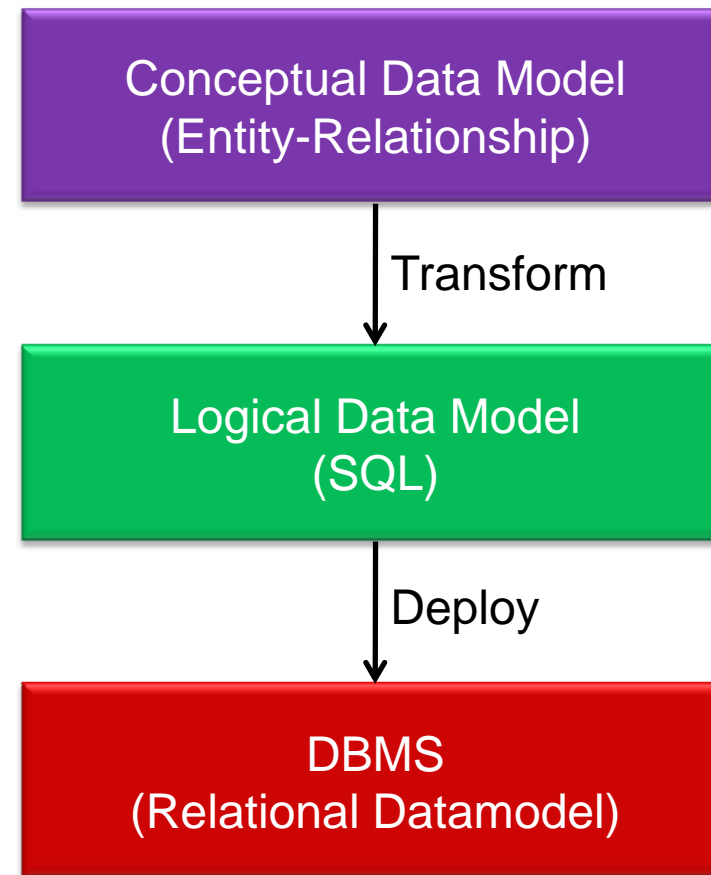 Conceptual Data Model
(Entity-Relationship)
Transform
Logical Data Model
(SQL)
Deploy
DBMS
(Relational Datamodel)